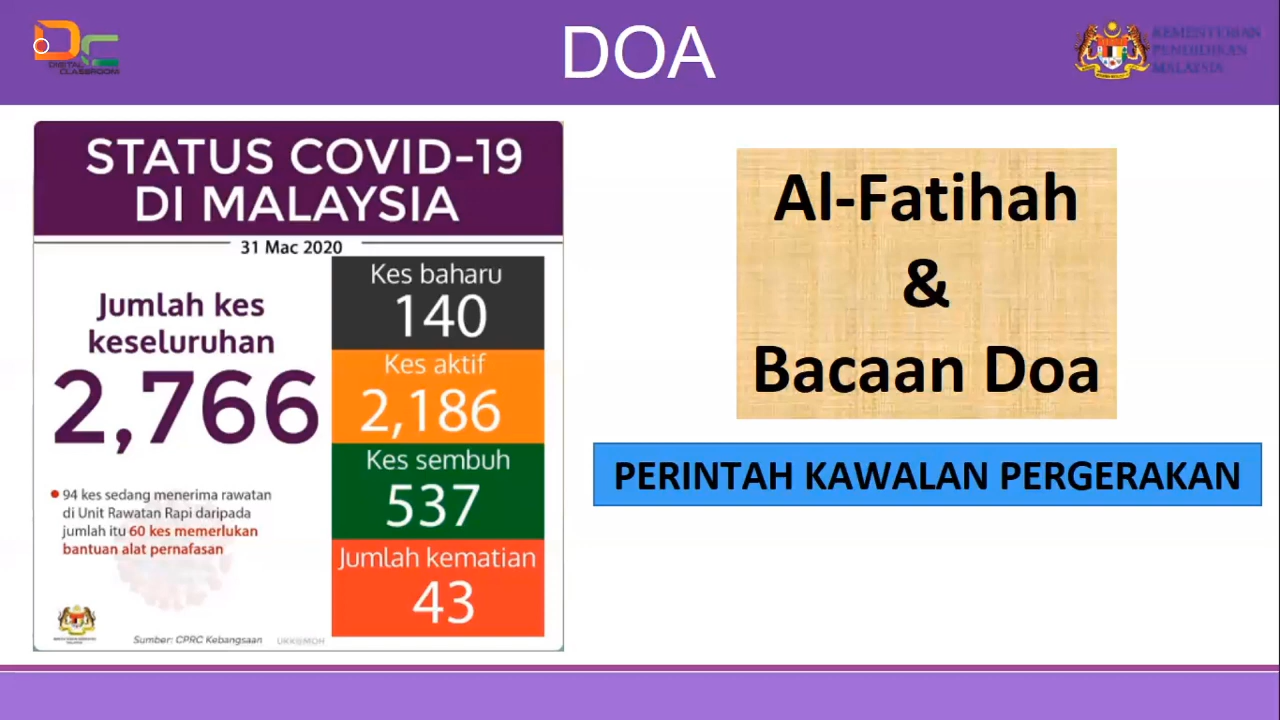 DIGITAL
CLASSROOM
DOA
KEMENTERIAN
PENDIDIKAN
MALAYSIA
STATUS COVID-19
DI MALAYSIA
31 Mac 2020
Jumlah kes
keseluruhan
2,766
94 kes sedang menerima rawatan
di Unit Rawatan Rapi daripada
jumlah itu 60 kes memerlukan
bantuan alat pernafasan
Sumber: CPRC Kebangsaan
UKK@MOH
Kes baharu
140
Kes aktif
2,186
Kes sembuh
537
Jumlah kematian
43
Al-Fatihah
&
Bacaan Doa
PERINTAH KAWALAN PERGERAKAN